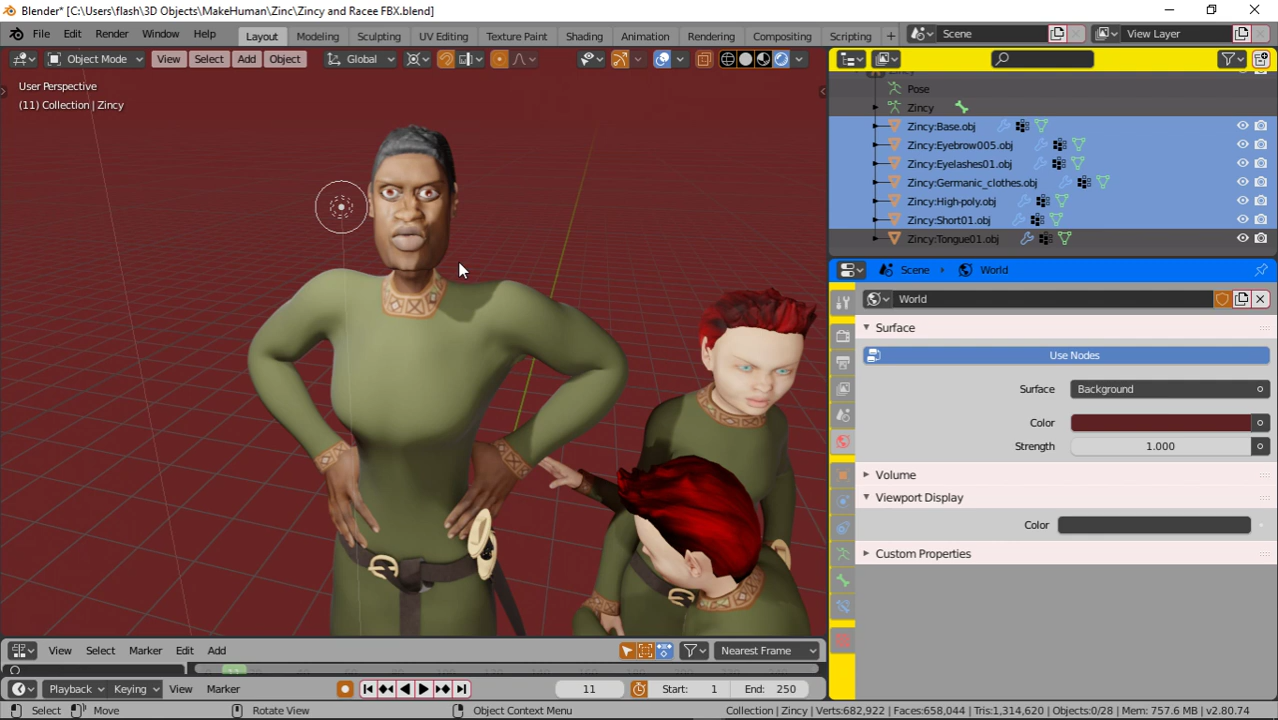 Blender* [C:\Users\flash\3D Objects\MakeHuman\Zinc\Zincy and Racee FBX.blend]
File Edit Render Window Help Layout Modeling Sculpting UV Editing Texture Paint Shading Animation Rendering Compositing Scripting + Scene View Layer
Object Mode View Select Add Object Global
User Perspective
(11) Collection | Zincy
Pose
Zincy
Zincy:Base.obj
Zincy:Eyebrow005.obj
Zincy:Eyelashes01.obj
Zincy:Germanic_clothes.obj
Zincy:High-poly.obj
Zincy:Short01.obj
Zincy:Tongue01.obj
Scene World
World
Surface
Use Nodes
Surface Background
Color
Strength 1.000
Volume
Viewport Display
Color
Custom Properties
View Select Marker Edit Add Nearest Frame
Playback Keying View Marker 11 Start: 1 End: 250
Select Move Rotate View Object Context Menu Collection | Zincy | Verts:682,922 | Faces:658,044 | Tris:1,314,620 | Objects:0/28 | Mem: 757.6 MB | v2.80.74